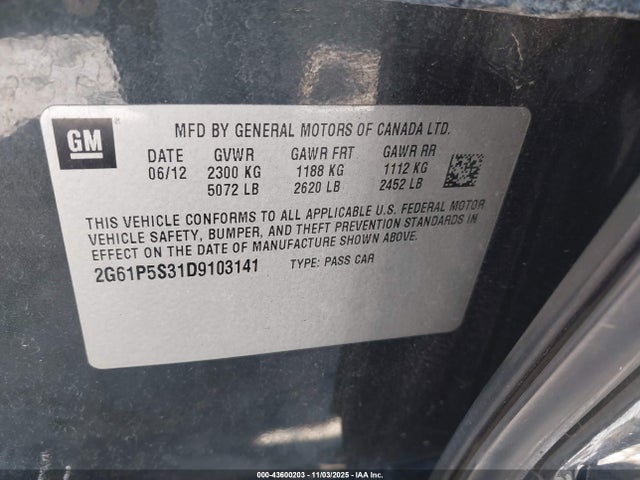 GM
MFD BY GENERAL MOTORS OF CANADA LTD.
DATE GVWR GAWR FRT GAWR RR
06/12 2300 KG 1188 KG 1112 KG
5072 LB 2620 LB 2452 LB
THIS VEHICLE CONFORMS TO ALL APPLICABLE U.S. FEDERAL MOTOR
VEHICLE SAFETY, BUMPER, AND THEFT PREVENTION STANDARDS IN
EFFECT ON THE DATE OF MANUFACTURE SHOWN ABOVE.
2G61P5S31D9103141 TYPE: PASS CAR
000-43600203 - 11/03/2025 - IAA Inc.